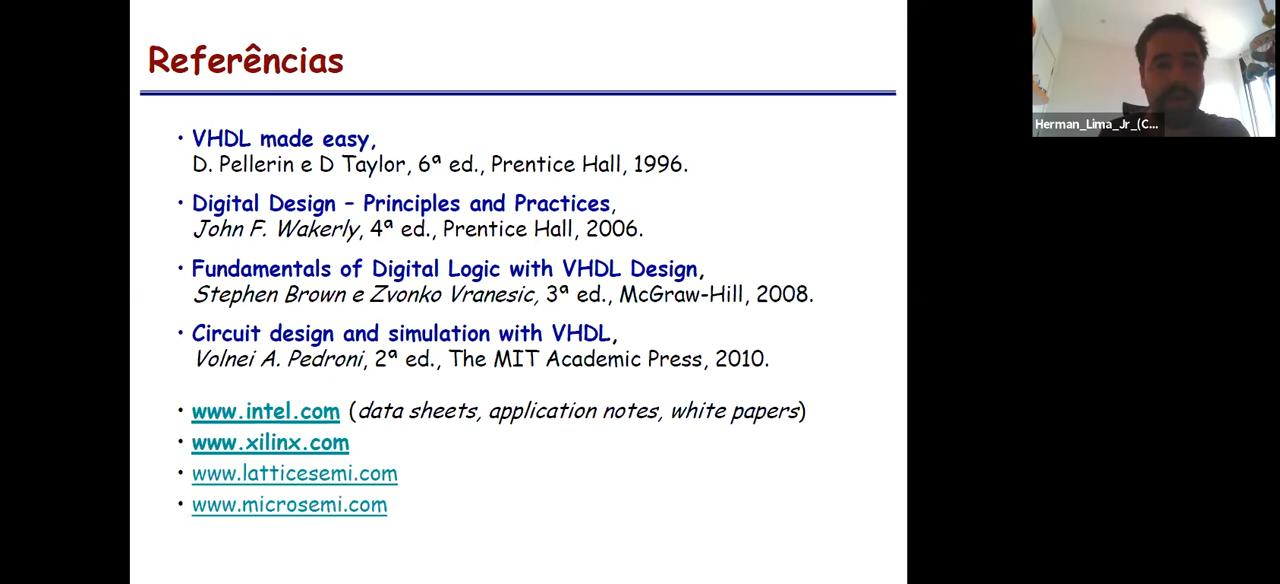 Referências
• VHDL made easy,
D. Pellerin e D Taylor, 6ª ed., Prentice Hall, 1996.
• Digital Design – Principles and Practices,
John F. Wakerly, 4ª ed., Prentice Hall, 2006.
• Fundamentals of Digital Logic with VHDL Design,
Stephen Brown e Zvonko Vranesic, 3ª ed., McGraw-Hill, 2008.
• Circuit design and simulation with VHDL,
Volnei A. Pedroni, 2ª ed., The MIT Academic Press, 2010.
• www.intel.com (data sheets, application notes, white papers)
• www.xilinx.com
• www.latticesemi.com
• www.microsemi.com
Herman_Lima_Jr_(C...